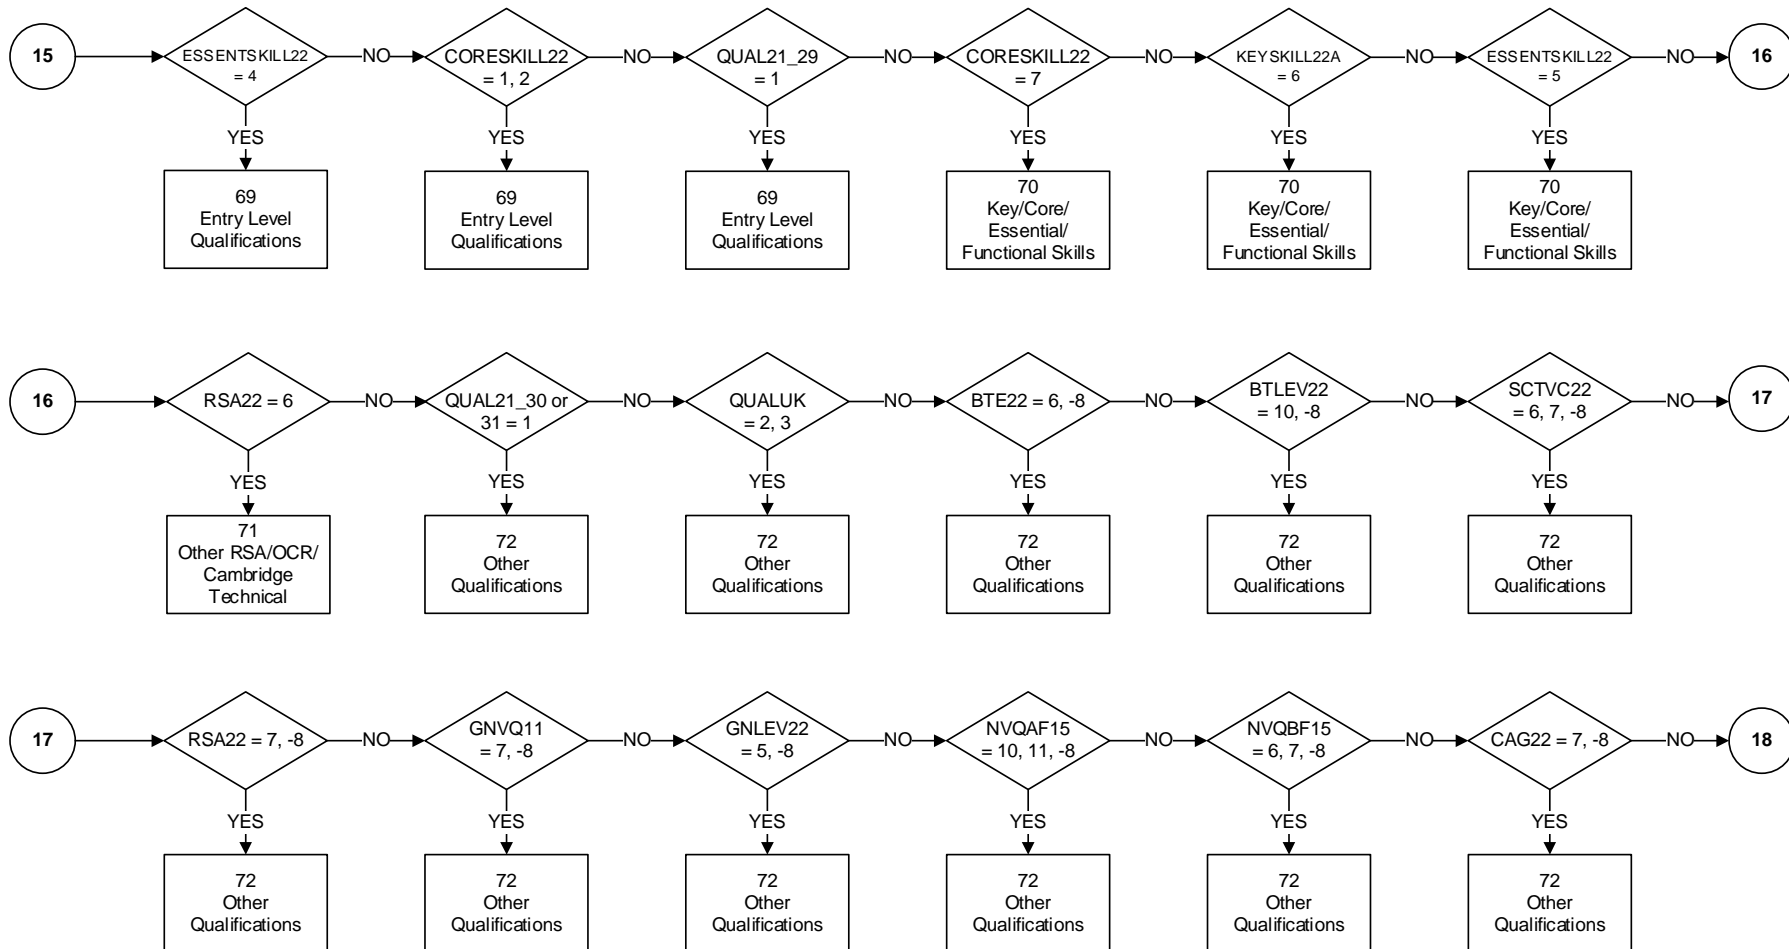 15
ESSENTSKILL22
= 4
NO
CORESKILL22
= 1, 2
NO
QUAL21_29
= 1
NO
CORESKILL22
= 7
NO
KEYSKILL22A
= 6
NO
ESSENTSKILL22
= 5
NO
16
YES
YES
YES
YES
YES
YES
69
Entry Level
Qualifications
69
Entry Level
Qualifications
69
Entry Level
Qualifications
70
Key/Core/
Essential/
Functional Skills
70
Key/Core/
Essential/
Functional Skills
70
Key/Core/
Essential/
Functional Skills
16
RSA22 = 6
NO
QUAL21_30 or
31 = 1
NO
QUALUK
= 2, 3
NO
BTE22 = 6, -8
NO
BTLEV22
= 10, -8
NO
SCTVC22
= 6, 7, -8
NO
17
YES
YES
YES
YES
YES
YES
71
Other RSA/OCR/
Cambridge
Technical
72
Other
Qualifications
72
Other
Qualifications
72
Other
Qualifications
72
Other
Qualifications
72
Other
Qualifications
17
RSA22 = 7, -8
NO
GNVQ11
= 7, -8
NO
GNLEV22
= 5, -8
NO
NVQAF15
= 10, 11, -8
NO
NVQBF15
= 6, 7, -8
NO
CAG22 = 7, -8
NO
18
YES
YES
YES
YES
YES
YES
72
Other
Qualifications
72
Other
Qualifications
72
Other
Qualifications
72
Other
Qualifications
72
Other
Qualifications
72
Other
Qualifications